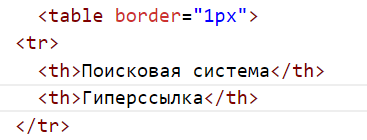 <table border="1px">
<tr>
<th>Поисковая система</th>
<th>Гиперссылка</th>
</tr>